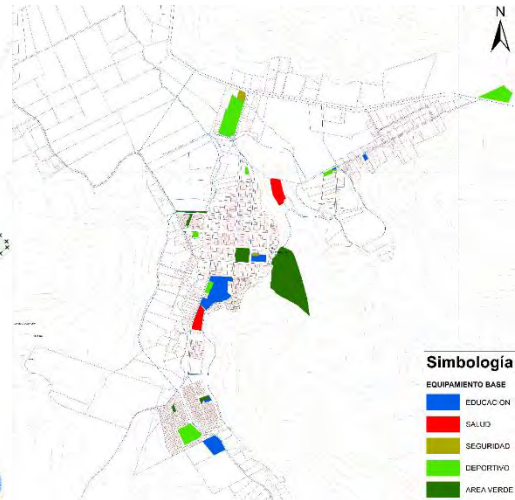 N
Simbología
EQUIPAMIENTO BASE
EDUCACION
SALUD
SEGURIDAD
DEPORTIVO
AREA VERDE